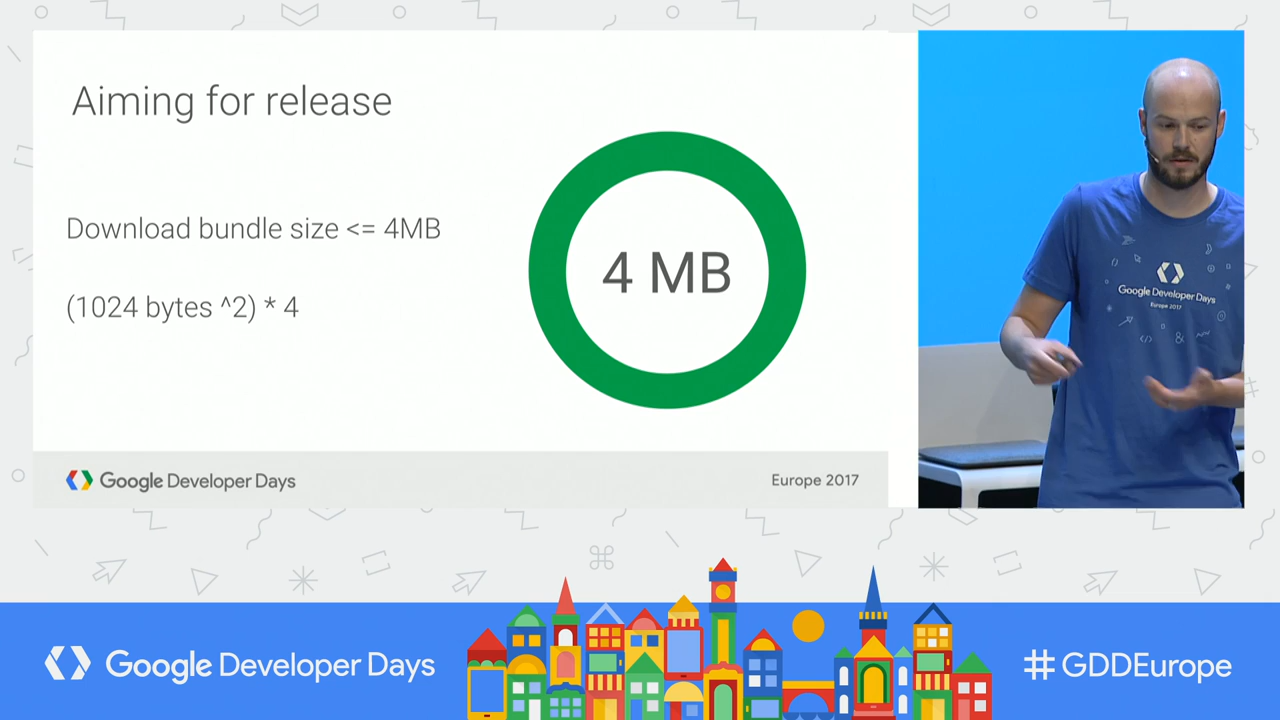 Aiming for release
Download bundle size <= 4MB
(1024 bytes ^2) * 4
4 MB
Google Developer Days
Europe 2017
Google Developer Days
Europe 2017
Google Developer Days
#GDDEurope